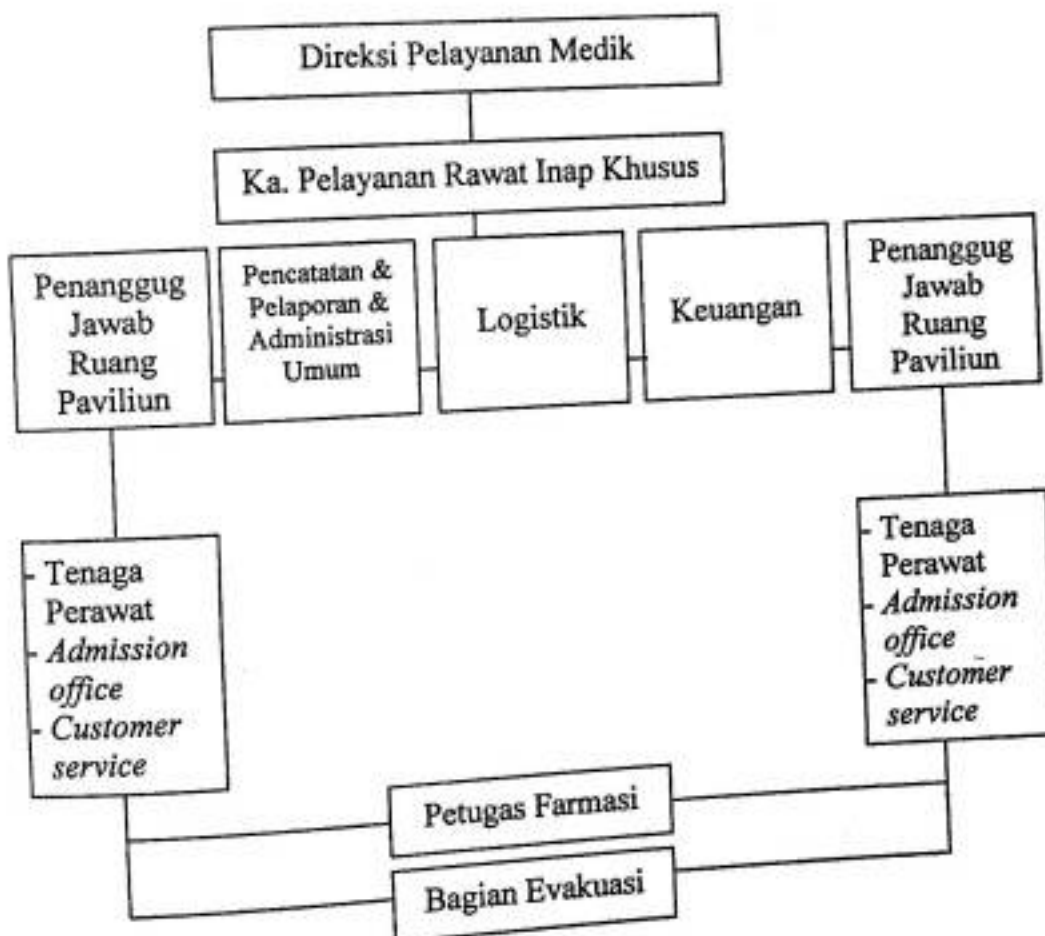 Direksi Pelayanan Medik
Ka. Pelayanan Rawat Inap Khusus
Penanggug
Jawab
Ruang
Paviliun
Pencatatan &
Pelaporan &
Administrasi
Umum
Logistik
Keuangan
Penanggug
Jawab
Ruang
Paviliun
- Tenaga
Perawat
- Admission
office
- Customer
service
- Tenaga
Perawat
- Admission
office
- Customer
service
Petugas Farmasi
Bagian Evakuasi